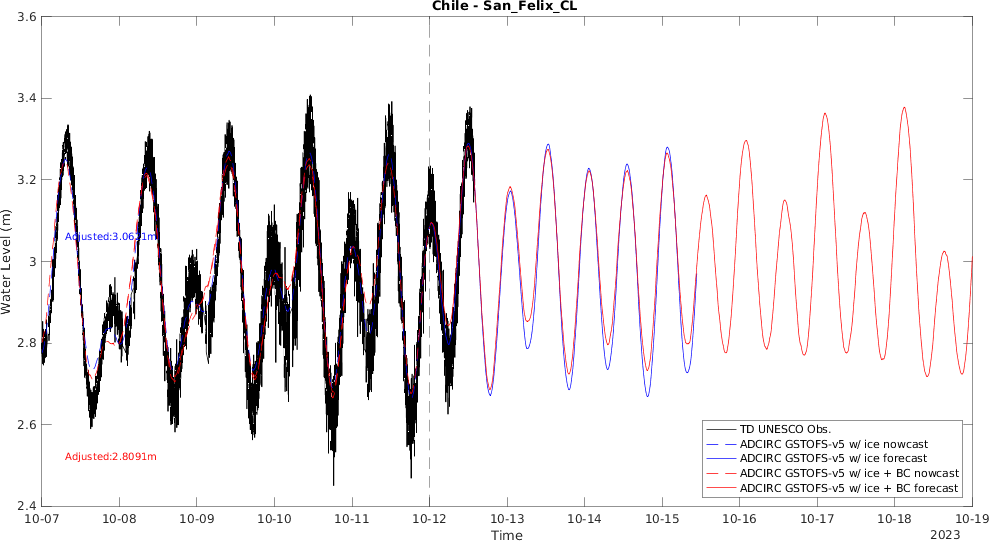 Chile - San_Felix_CL
3.6
3.4
3.2
3
2.8
2.6
2.4
Water Level (m)
Adjusted:3.0621m
Adjusted:2.8091m
TD UNESCO Obs.
ADCIRC GSTOFS-v5 w/ ice nowcast
ADCIRC GSTOFS-v5 w/ ice forecast
ADCIRC GSTOFS-v5 w/ ice + BC nowcast
ADCIRC GSTOFS-v5 w/ ice + BC forecast
10-07 10-08 10-09 10-10 10-11 10-12 10-13 10-14 10-15 10-16 10-17 10-18 10-19
Time
2023